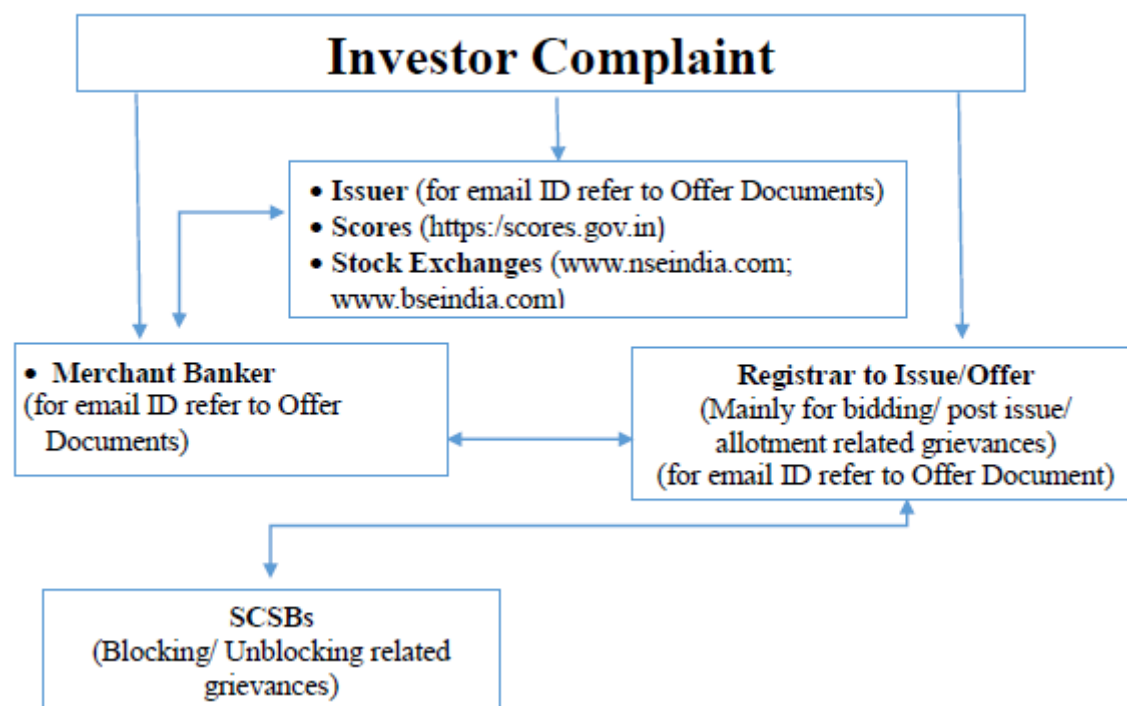 Investor Complaint
• Issuer (for email ID refer to Offer Documents)
• Scores (https:/scores.gov.in)
• Stock Exchanges (www.nseindia.com;
www.bseindia.com)
• Merchant Banker
(for email ID refer to Offer
Documents)
Registrar to Issue/Offer
(Mainly for bidding/ post issue/
allotment related grievances)
(for email ID refer to Offer Document)
SCSBs
(Blocking/ Unblocking related
grievances)